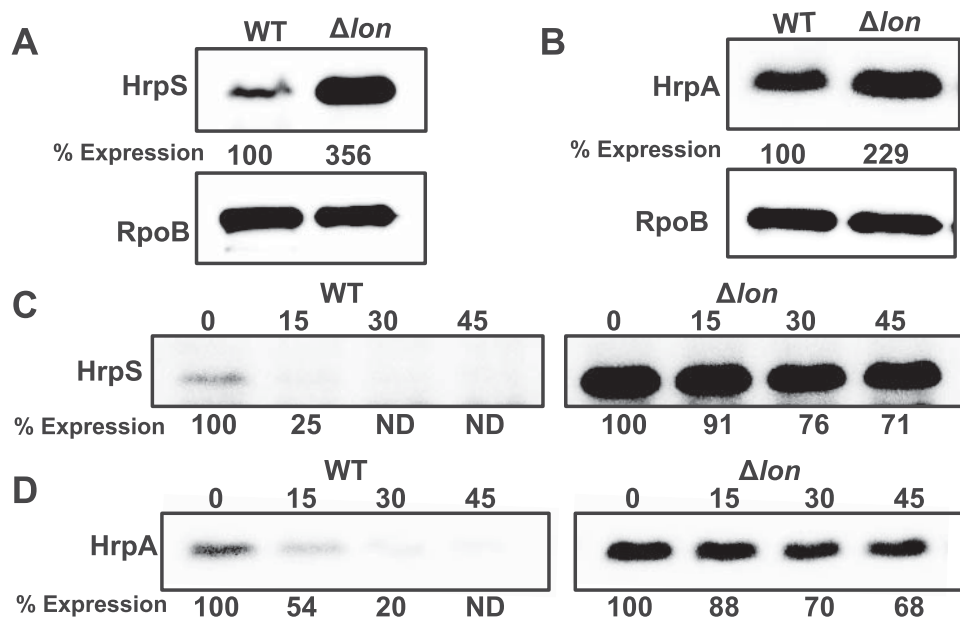 A
WT Δlon
HrpS
% Expression 100 356
RpoB
B
WT Δlon
HrpA
% Expression 100 229
RpoB
C
WT Δlon
0 15 30 45 0 15 30 45
HrpS
% Expression 100 25 ND ND 100 91 76 71
D
WT Δlon
0 15 30 45 0 15 30 45
HrpA
% Expression 100 54 20 ND 100 88 70 68